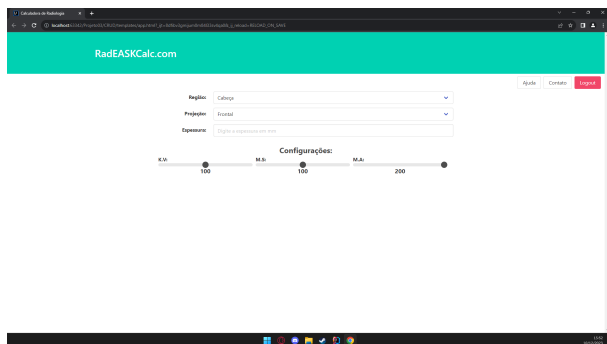 Calculadora de Radiologia
RadEASKCalc.com
Ajuda Contato Logout
Região: Cabeça
Projeção: Frontal
Espessura: Digite a espessura em mm
Configurações:
K.V: M.S: M.A:
100 100 200